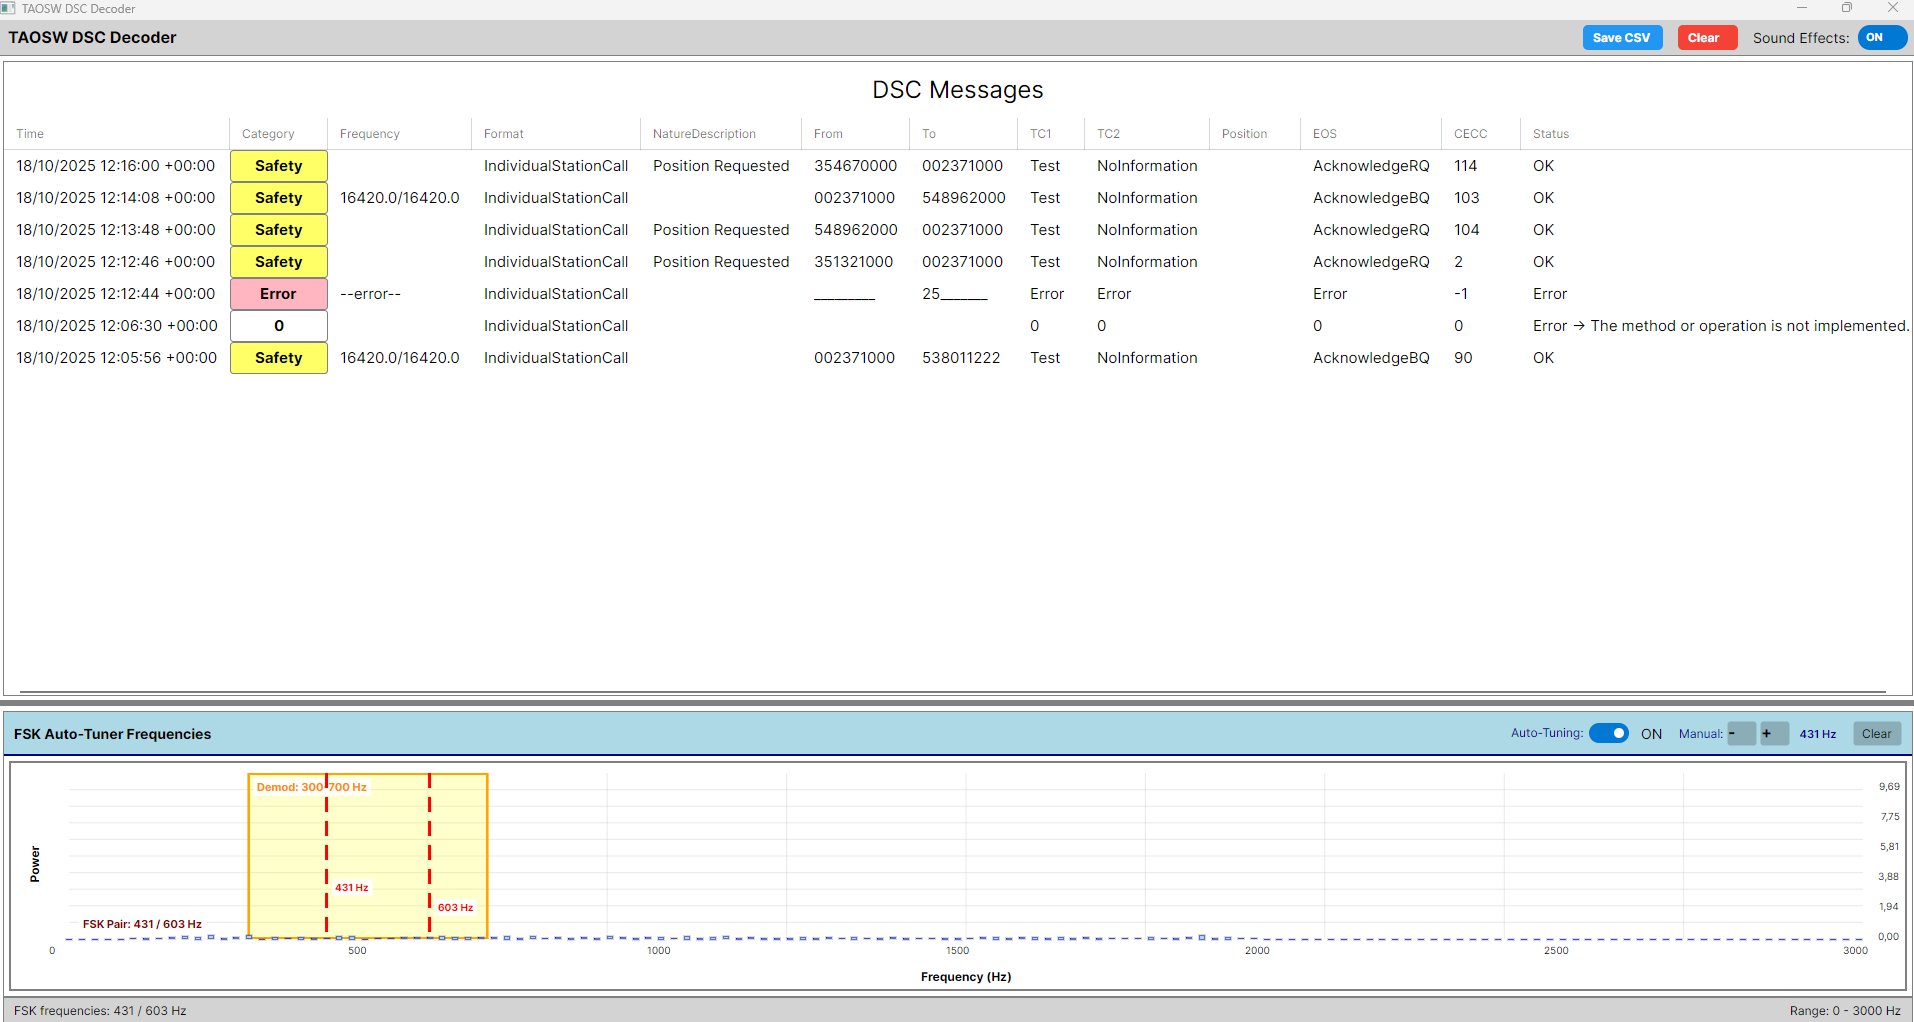 TAOSW DSC Decoder
TAOSW DSC Decoder Save CSV Clear Sound Effects: ON
DSC Messages
Time Category Frequency Format NatureDescription From To TC1 TC2 Position EOS CECC Status
18/10/2025 12:16:00 +00:00 Safety IndividualStationCall Position Requested 354670000 002371000 Test NoInformation AcknowledgeRQ 114 OK
18/10/2025 12:14:08 +00:00 Safety 16420.0/16420.0 IndividualStationCall 002371000 548962000 Test NoInformation AcknowledgeBQ 103 OK
18/10/2025 12:13:48 +00:00 Safety IndividualStationCall Position Requested 548962000 002371000 Test NoInformation AcknowledgeRQ 104 OK
18/10/2025 12:12:46 +00:00 Safety IndividualStationCall Position Requested 351321000 002371000 Test NoInformation AcknowledgeRQ 2 OK
18/10/2025 12:12:44 +00:00 Error --error-- IndividualStationCall _________ 25_______ Error Error Error -1 Error
18/10/2025 12:06:30 +00:00 0 IndividualStationCall 0 0 0 0 Error → The method or operation is not implemented.
18/10/2025 12:05:56 +00:00 Safety 16420.0/16420.0 IndividualStationCall 002371000 538011222 Test NoInformation AcknowledgeBQ 90 OK
FSK Auto-Tuner Frequencies Auto-Tuning: ON Manual: - + 431 Hz Clear
Demod: 300-700 Hz
9,69
7,75
5,81
3,88
1,94
0,00
Power
431 Hz
603 Hz
FSK Pair: 431 / 603 Hz
0 500 1000 1500 2000 2500 3000
Frequency (Hz)
FSK frequencies: 431 / 603 Hz Range: 0 - 3000 Hz